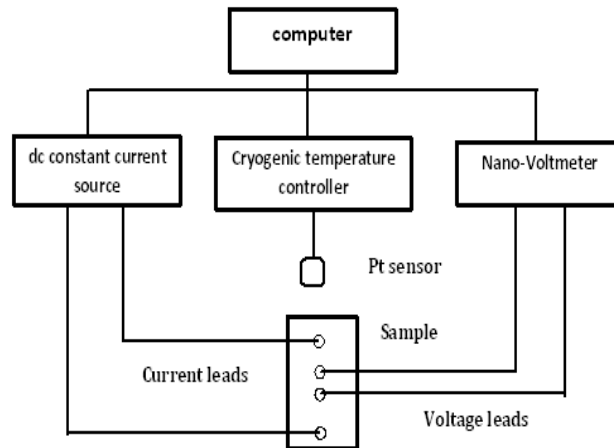 computer
dc constant current
source
Cryogenic temperature
controller
Nano-Voltmeter
Pt sensor
Sample
Current leads
Voltage leads